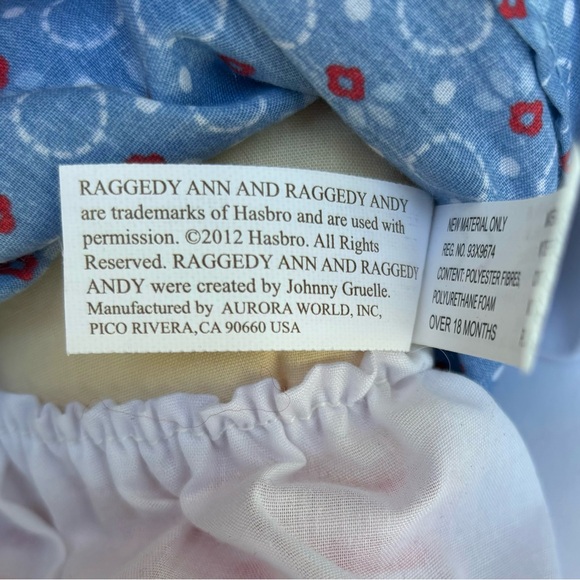 RAGGEDY ANN AND RAGGEDY ANDY
are trademarks of Hasbro and are used with
permission. ©2012 Hasbro. All Rights
Reserved. RAGGEDY ANN AND RAGGEDY
ANDY were created by Johnny Gruelle.
Manufactured by AURORA WORLD, INC,
PICO RIVERA,CA 90660 USA
NEW MATERIAL ONLY
REG. NO. 93X9674
CONTENT: POLYESTER FIBRES,
POLYURETHANE FOAM
OVER 18 MONTHS